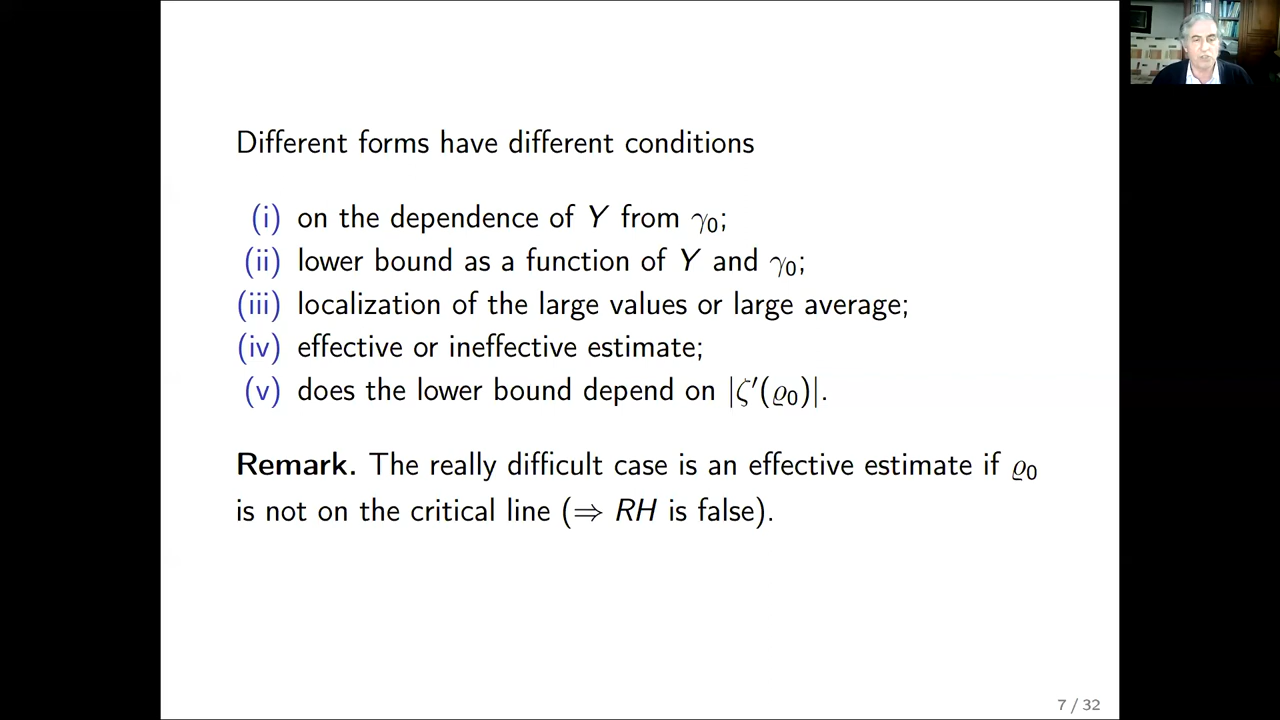 Different forms have different conditions
(i) on the dependence of Y from γ₀;
(ii) lower bound as a function of Y and γ₀;
(iii) localization of the large values or large average;
(iv) effective or ineffective estimate;
(v) does the lower bound depend on |ζ′(ϱ₀)|.
Remark. The really difficult case is an effective estimate if ϱ₀
is not on the critical line (⇒ RH is false).
7 / 32